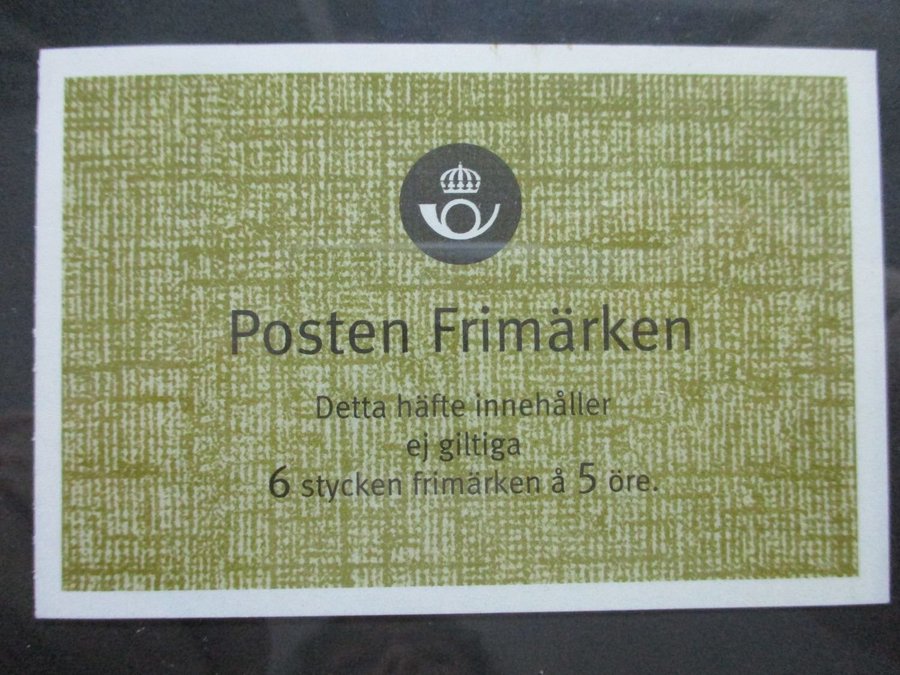 Posten Frimärken
Detta häfte innehåller
ej giltiga
6 stycken frimärken å 5 öre.